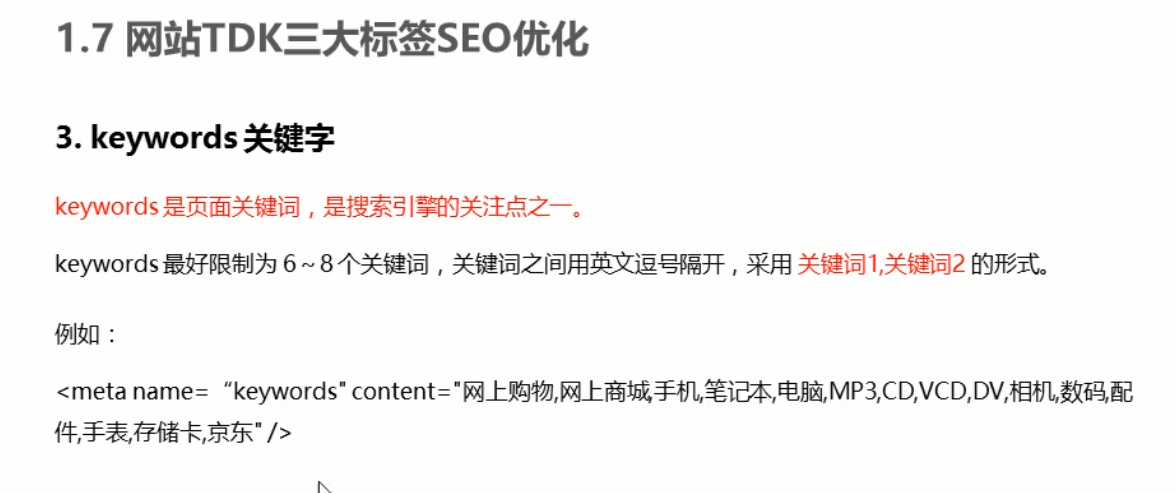 1.7 网站TDK三大标签SEO优化
3. keywords 关键字
keywords 是页面关键词，是搜索引擎的关注点之一。
keywords 最好限制为 6～8 个关键词，关键词之间用英文逗号隔开，采用 关键词1,关键词2 的形式。
例如：
<meta name= “keywords" content="网上购物,网上商城,手机,笔记本,电脑,MP3,CD,VCD,DV,相机,数码,配
件,手表,存储卡,京东" />